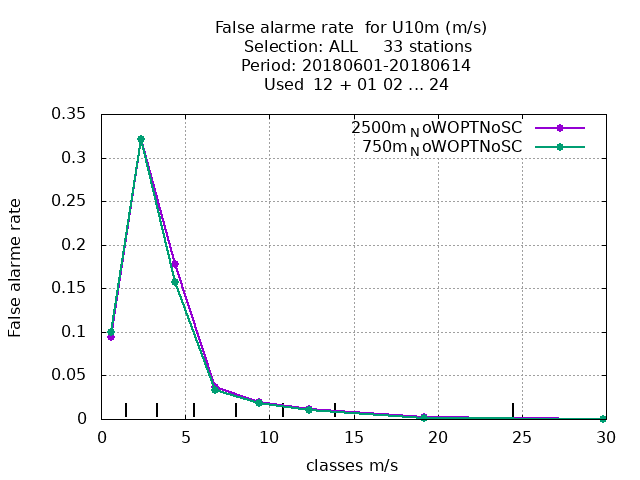 False alarme rate  for U10m (m/s)
Selection: ALL     33 stations
Period: 20180601-20180614
Used  12 + 01 02 ... 24
0.35
0.3
0.25
0.2
0.15
0.1
0.05
0
False alarme rate
2500m_NoWOPTNoSC
750m_NoWOPTNoSC
0 5 10 15 20 25 30
classes m/s